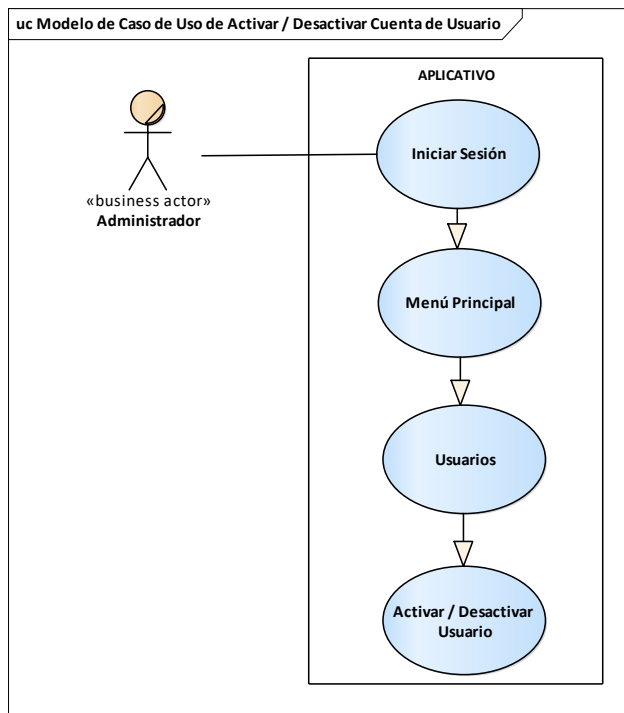 uc Modelo de Caso de Uso de Activar / Desactivar Cuenta de Usuario
APLICATIVO
Iniciar Sesión
«business actor»
Administrador
Menú Principal
Usuarios
Activar / Desactivar
Usuario